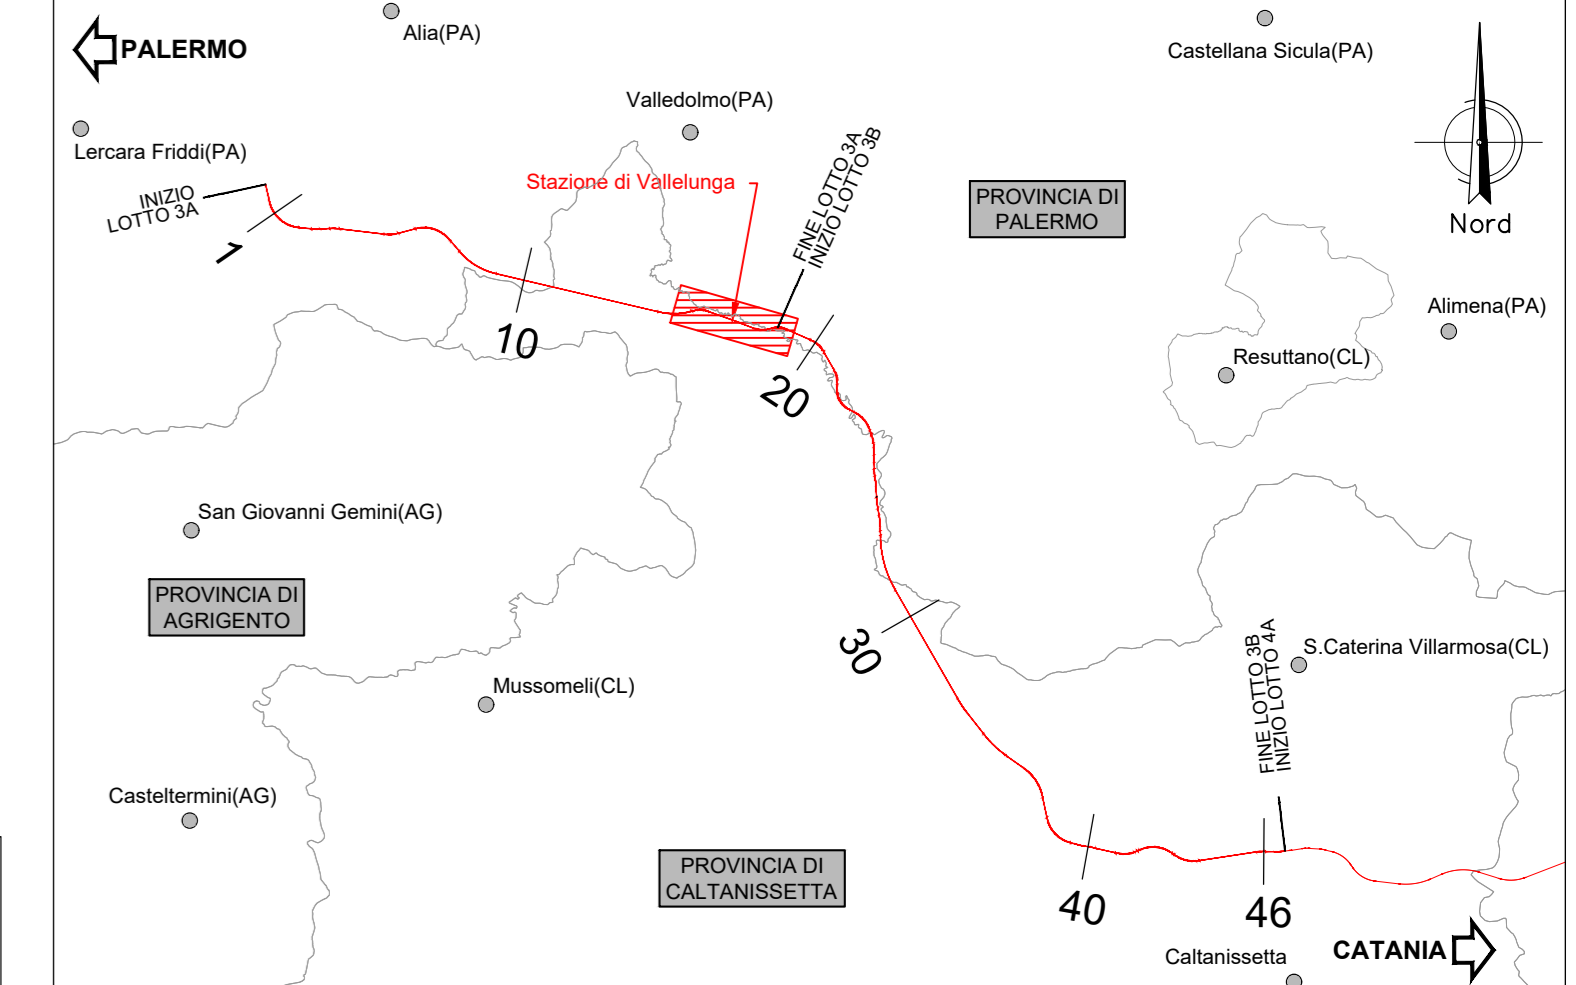 Alia(PA)
Castellana Sicula(PA)
PALERMO
Valledolmo(PA)
Lercara Friddi(PA)
INIZIO
LOTTO 3A
Stazione di Vallelunga
FINE LOTTO 3A
INIZIO LOTTO 3B
PROVINCIA DI
PALERMO
Nord
1
10
20
Alimena(PA)
Resuttano(CL)
San Giovanni Gemini(AG)
PROVINCIA DI
AGRIGENTO
30
FINE LOTTO 3B
INIZIO LOTTO 4A
S.Caterina Villarmosa(CL)
Mussomeli(CL)
Casteltermini(AG)
PROVINCIA DI
CALTANISSETTA
40
46
CATANIA
Caltanissetta